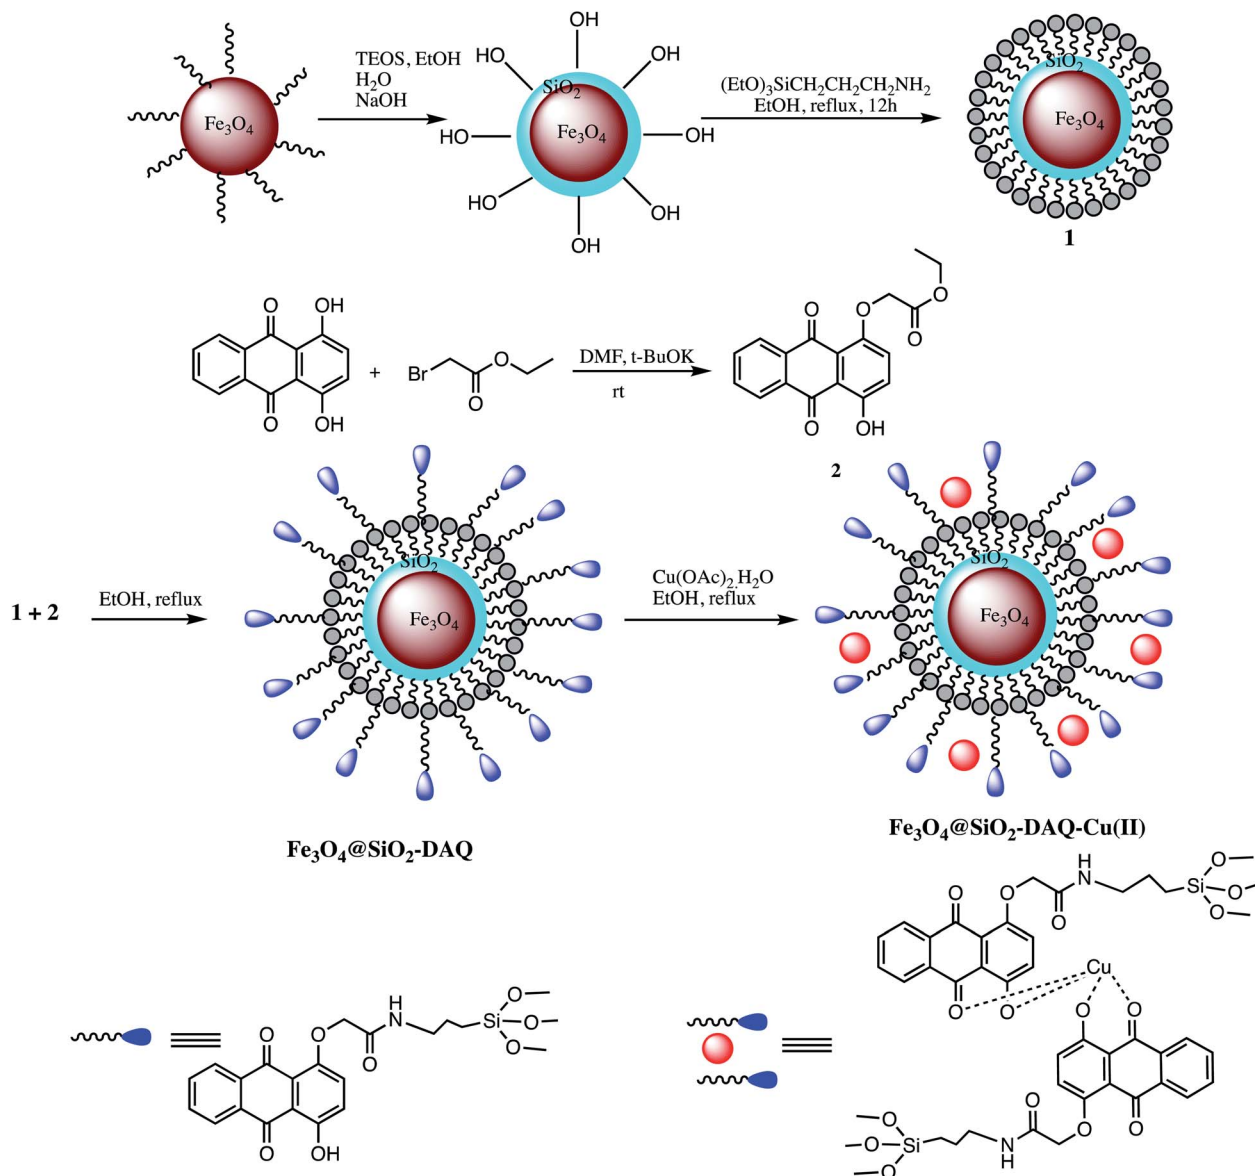 TEOS, EtOH
H₂O
NaOH
Fe₃O₄
OH
HO
OH
SiO₂
Fe₃O₄
HO
OH
HO
OH
OH
(EtO)₃SiCH₂CH₂CH₂NH₂
EtOH, reflux, 12h
SiO₂
Fe₃O₄
1
O
OH
O
OH
+
Br
O
O
DMF, t-BuOK
rt
O
O
O
O
O
OH
2
1 + 2
EtOH, reflux
SiO₂
Fe₃O₄
Cu(OAc)₂.H₂O
EtOH, reflux
SiO₂
Fe₃O₄
Fe₃O₄@SiO₂-DAQ
Fe₃O₄@SiO₂-DAQ-Cu(II)
O
O
O
H
N
Si
O
O
O
O
O
Cu
O
O
O
O
O
H
N
Si
O
O
O
O
O
OH
O
O
O
O
O
N
H
Si
O
O
O